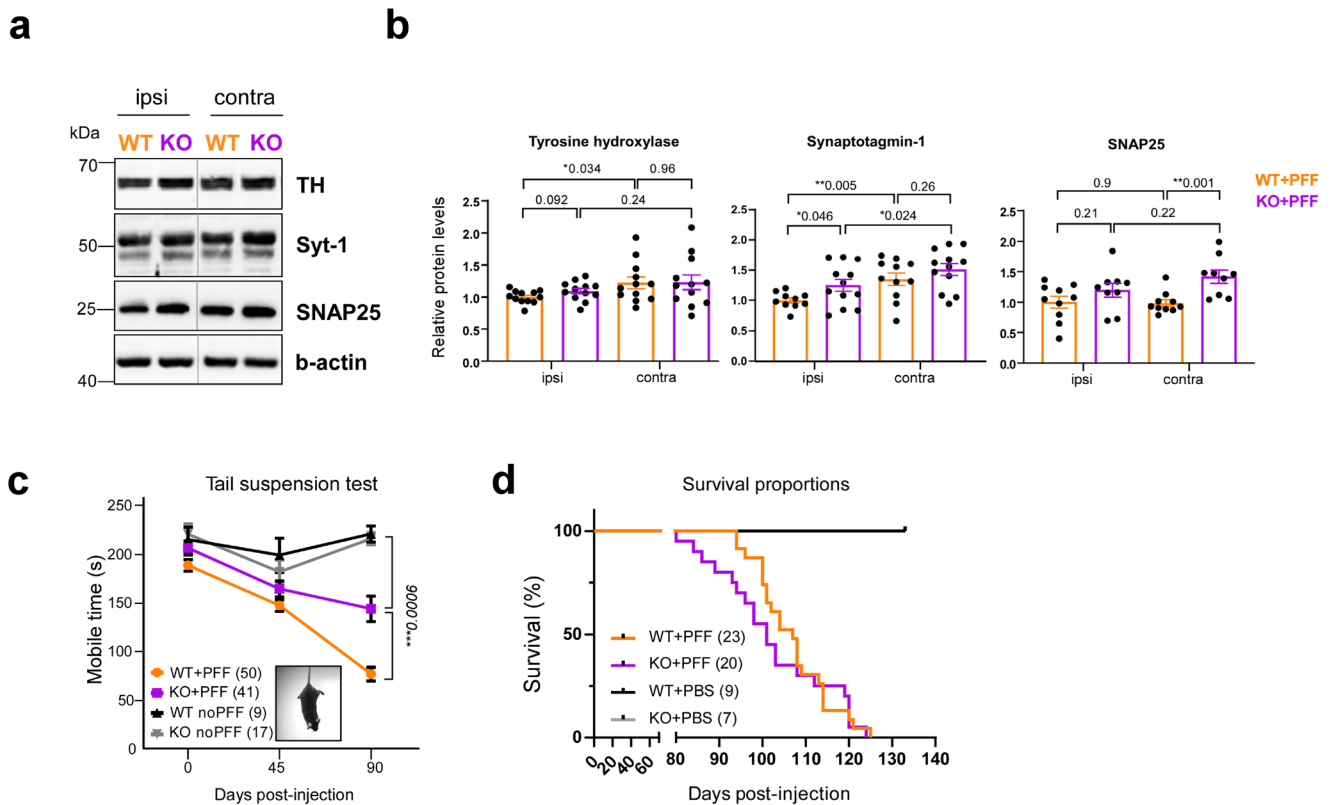 a
ipsi contra
kDa WT KO WT KO
70 TH
50 Syt-1
25 SNAP25
40 b-actin
b
Tyrosine hydroxylase
*0.034 0.96
0.092 0.24
Relative protein levels
2.5
2.0
1.5
1.0
0.5
0.0
ipsi contra
Synaptotagmin-1
**0.005 0.26
*0.046 *0.024
2.5
2.0
1.5
1.0
0.5
0.0
ipsi contra
SNAP25
0.9 **0.001
0.21 0.22
2.5
2.0
1.5
1.0
0.5
0.0
ipsi contra
WT+PFF
KO+PFF
c
Tail suspension test
Mobile time (s)
250
200
150
100
50
0
***0.0006
WT+PFF (50)
KO+PFF (41)
WT noPFF (9)
KO noPFF (17)
0 45 90
Days post-injection
d
Survival proportions
Survival (%)
100
50
0
WT+PFF (23)
KO+PFF (20)
WT+PBS (9)
KO+PBS (7)
0 20 40 60 80 90 100 110 120 130 140
Days post-injection